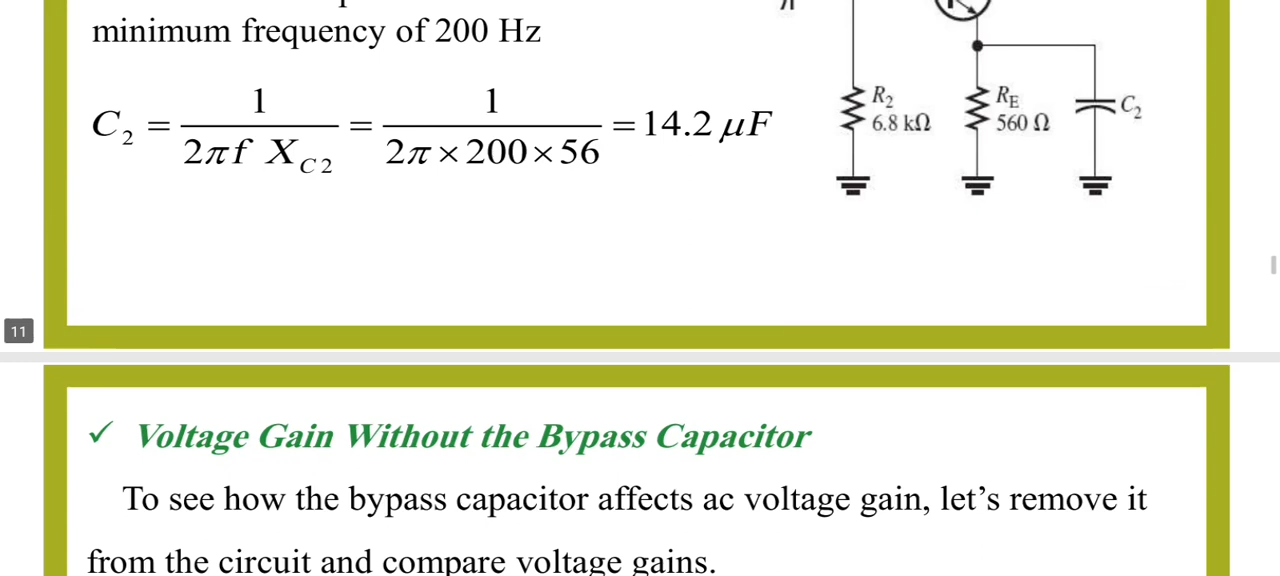 minimum frequency of 200 Hz
C₂ = 1 / (2πf X_C2) = 1 / (2π × 200 × 56) = 14.2 μF
R₂
6.8 kΩ
R_E
560 Ω
C₂
11
✓ Voltage Gain Without the Bypass Capacitor
To see how the bypass capacitor affects ac voltage gain, let’s remove it
from the circuit and compare voltage gains.